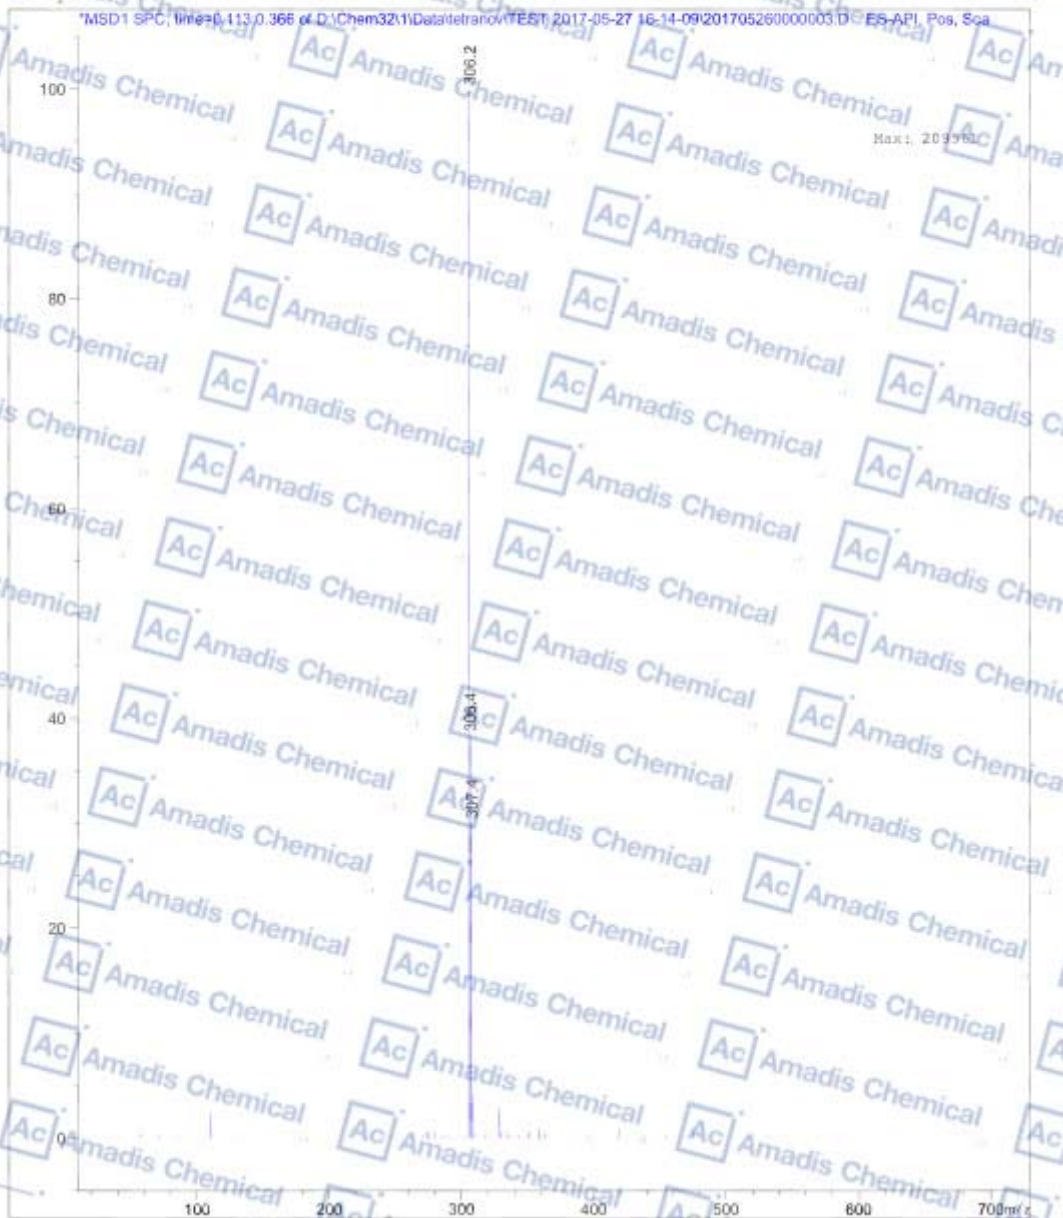 *MSD1 SPC, time=0.113:0.366 of D:\Chem32\1\Data\tetranov\TEST 2017-05-27 16-14-09\201705260000003.D ES-API, Pos, Sca
306.2
100
Max:
80
60
306.4
40
307.4
20
0
100 200 300 400 500 600 700 m/z
Ac Amadis Chemical